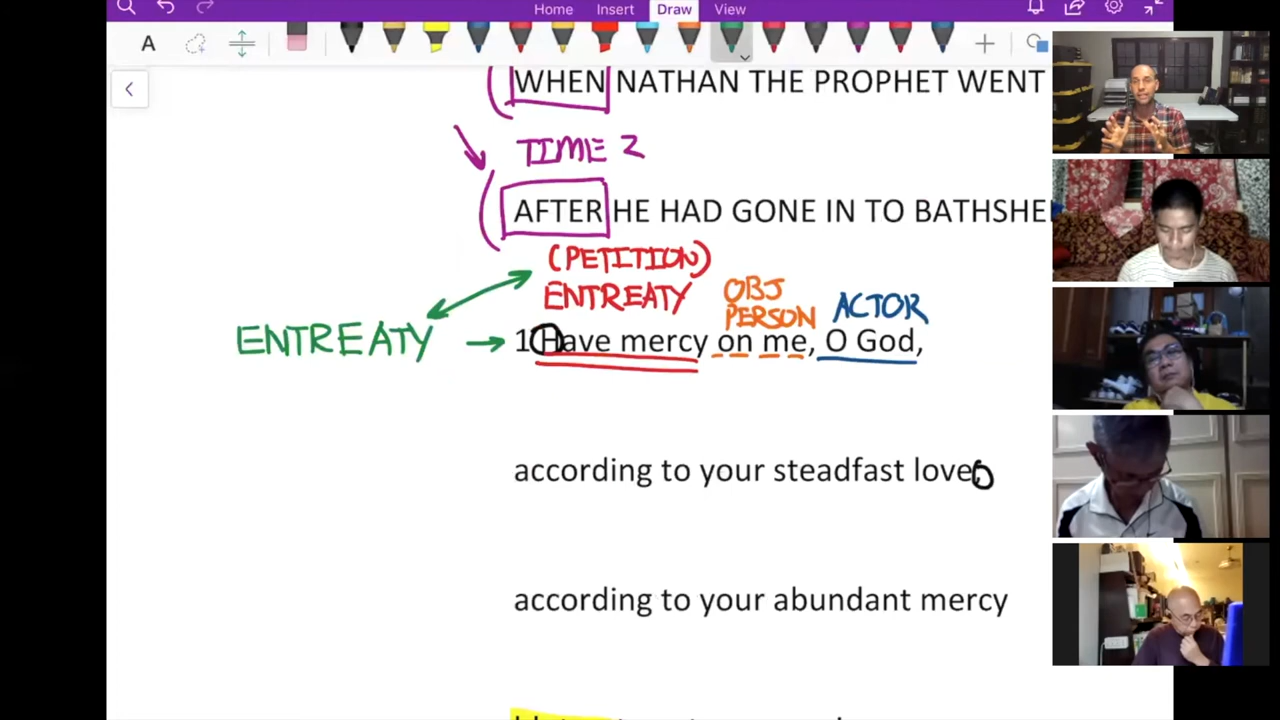 Home Insert Draw View
A
WHEN NATHAN THE PROPHET WENT
TIME 2
AFTER HE HAD GONE IN TO BATHSHE
(PETITION)
ENTREATY OBJ PERSON ACTOR
ENTREATY → 1 Have mercy on me, O God,
according to your steadfast love;
according to your abundant mercy